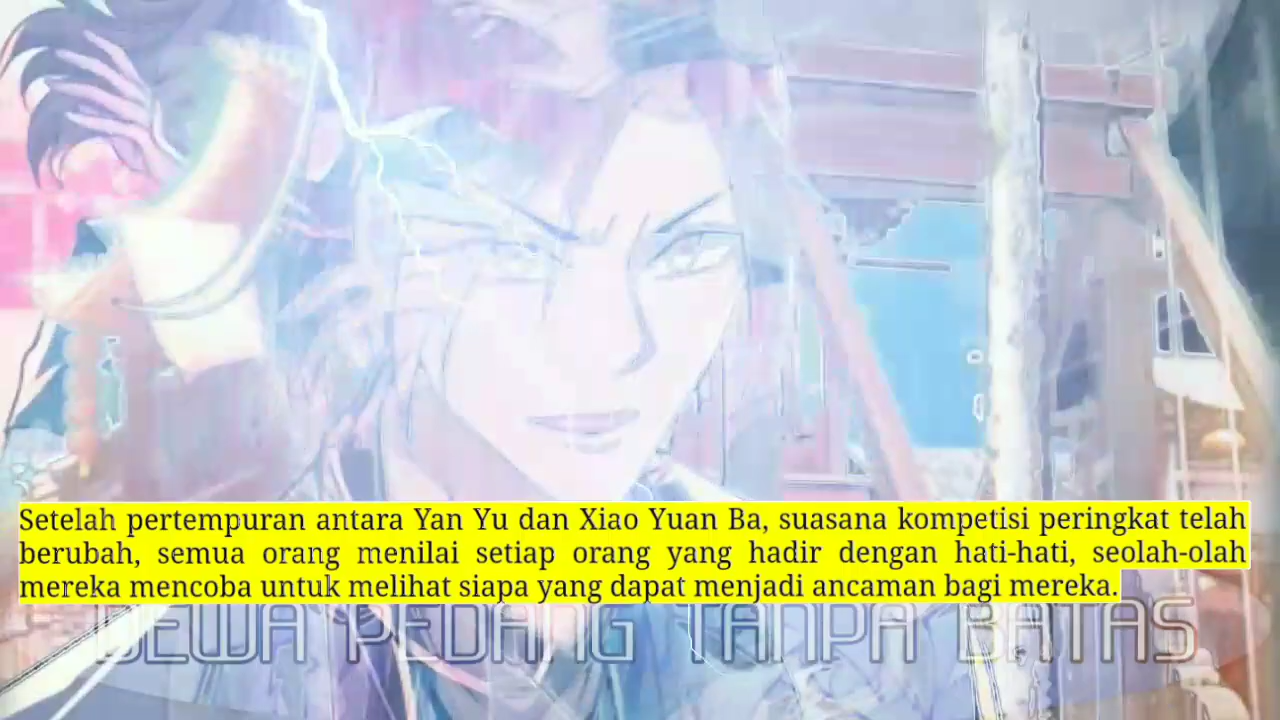 Setelah pertempuran antara Yan Yu dan Xiao Yuan Ba, suasana kompetisi peringkat telah
berubah, semua orang menilai setiap orang yang hadir dengan hati-hati, seolah-olah
mereka mencoba untuk melihat siapa yang dapat menjadi ancaman bagi mereka.
DEWA PEDANG TANPA BATAS